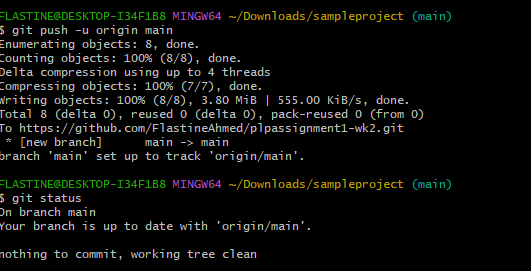 FLASTINE@DESKTOP-I34F1B8 MINGW64 ~/Downloads/sampleproject (main)
$ git push -u origin main
Enumerating objects: 8, done.
Counting objects: 100% (8/8), done.
Delta compression using up to 4 threads
Compressing objects: 100% (7/7), done.
Writing objects: 100% (8/8), 3.80 MiB | 555.00 KiB/s, done.
Total 8 (delta 0), reused 0 (delta 0), pack-reused 0 (from 0)
To https://github.com/FlastineAhmed/plpassignment1-wk2.git
 * [new branch]      main -> main
branch 'main' set up to track 'origin/main'.

FLASTINE@DESKTOP-I34F1B8 MINGW64 ~/Downloads/sampleproject (main)
$ git status
On branch main
Your branch is up to date with 'origin/main'.

nothing to commit, working tree clean